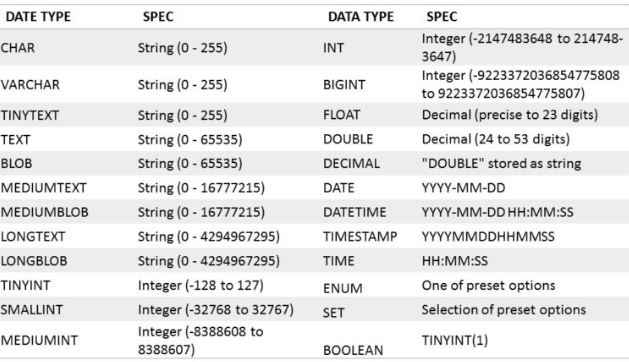 DATE TYPE SPEC DATA TYPE SPEC
CHAR String (0 - 255) INT Integer (-2147483648 to 214748-
3647)
VARCHAR String (0 - 255) BIGINT Integer (-9223372036854775808
to 9223372036854775807)
TINYTEXT String (0 - 255) FLOAT Decimal (precise to 23 digits)
TEXT String (0 - 65535) DOUBLE Decimal (24 to 53 digits)
BLOB String (0 - 65535) DECIMAL "DOUBLE" stored as string
MEDIUMTEXT String (0 - 16777215) DATE YYYY-MM-DD
MEDIUMBLOB String (0 - 16777215) DATETIME YYYY-MM-DD HH:MM:SS
LONGTEXT String (0 - 4294967295) TIMESTAMP YYYYMMDDHHMMSS
LONGBLOB String (0 - 4294967295) TIME HH:MM:SS
TINYINT Integer (-128 to 127) ENUM One of preset options
SMALLINT Integer (-32768 to 32767) SET Selection of preset options
MEDIUMINT Integer (-8388608 to
8388607) BOOLEAN TINYINT(1)